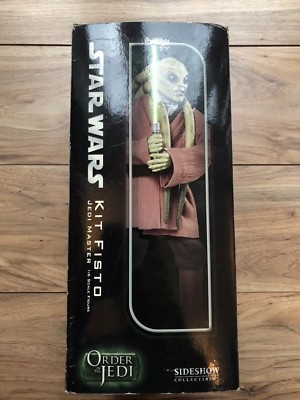 STAR WARS
KIT FISTO
JEDI MASTER 1:6 SCALE FIGURE
ORDER
OF THE
JEDI
SIDESHOW
COLLECTIBLES